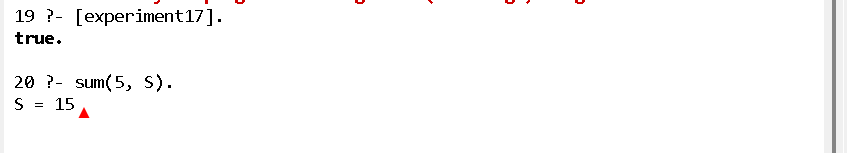 19 ?- [experiment17].
true.
20 ?- sum(5, S).
S = 15